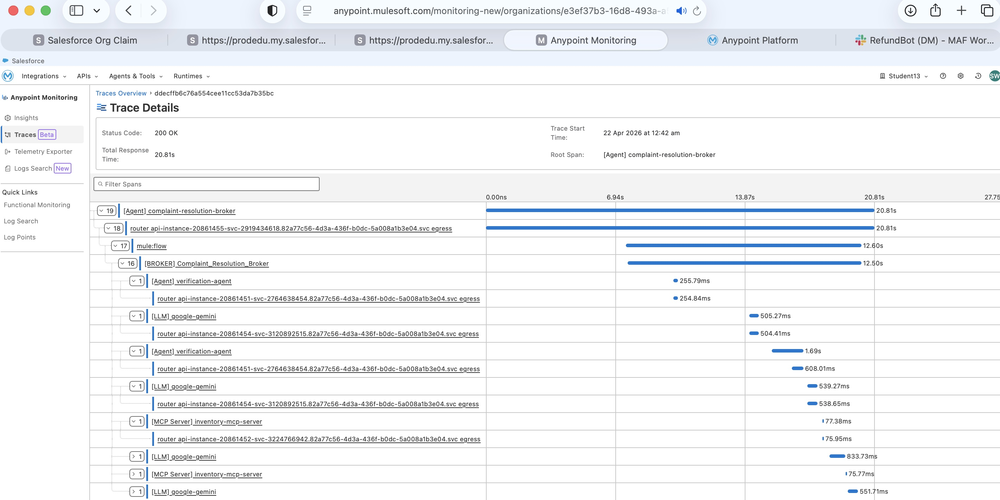 anypoint.mulesoft.com/monitoring-new/organizations/e3ef37b3-16d8-493a-a
S Salesforce Org Claim
S https://prodedu.my.salesfor...
S https://prodedu.my.salesfor...
M Anypoint Monitoring
Anypoint Platform
RefundBot (DM) - MAF Wor...
Salesforce
Integrations
APIs
Agents & Tools
Runtimes
Student13
SW
Anypoint Monitoring
Insights
Traces Beta
Telemetry Exporter
Logs Search New
Quick Links
Functional Monitoring
Log Search
Log Points
Traces Overview › ddecffb6c76a554cee11cc53da7b35bc
Trace Details
Status Code: 200 OK
Total Response Time: 20.81s
Trace Start Time: 22 Apr 2026 at 12:42 am
Root Span: [Agent] complaint-resolution-broker
Filter Spans
0.00ns 6.94s 13.87s 20.81s 27.75
19 [Agent] complaint-resolution-broker 20.81s
18 router api-instance-20861455-svc-2919434618.82a77c56-4d3a-436f-b0dc-5a008a1b3e04.svc egress 20.81s
17 mule:flow 12.60s
16 [BROKER] Complaint_Resolution_Broker 12.50s
1 [Agent] verification-agent 255.79ms
router api-instance-20861451-svc-2764638454.82a77c56-4d3a-436f-b0dc-5a008a1b3e04.svc egress 254.84ms
1 [LLM] google-gemini 505.27ms
router api-instance-20861454-svc-3120892515.82a77c56-4d3a-436f-b0dc-5a008a1b3e04.svc egress 504.41ms
1 [Agent] verification-agent 1.69s
router api-instance-20861451-svc-2764638454.82a77c56-4d3a-436f-b0dc-5a008a1b3e04.svc egress 608.01ms
1 [LLM] google-gemini 539.27ms
router api-instance-20861454-svc-3120892515.82a77c56-4d3a-436f-b0dc-5a008a1b3e04.svc egress 538.65ms
1 [MCP Server] inventory-mcp-server 77.38ms
router api-instance-20861452-svc-3224766942.82a77c56-4d3a-436f-b0dc-5a008a1b3e04.svc egress 75.95ms
1 [LLM] google-gemini 833.73ms
1 [MCP Server] inventory-mcp-server 75.77ms
1 [LLM] google-gemini 551.71ms